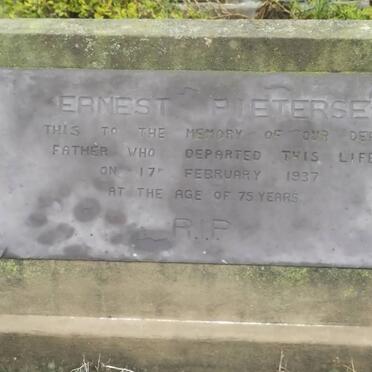 ERNEST PIETERSE
THIS TO THE MEMORY OF OUR DE
FATHER WHO DEPARTED THIS LIFE
ON 17TH FEBRUARY 1937
AT THE AGE OF 75 YEARS
R.I.P